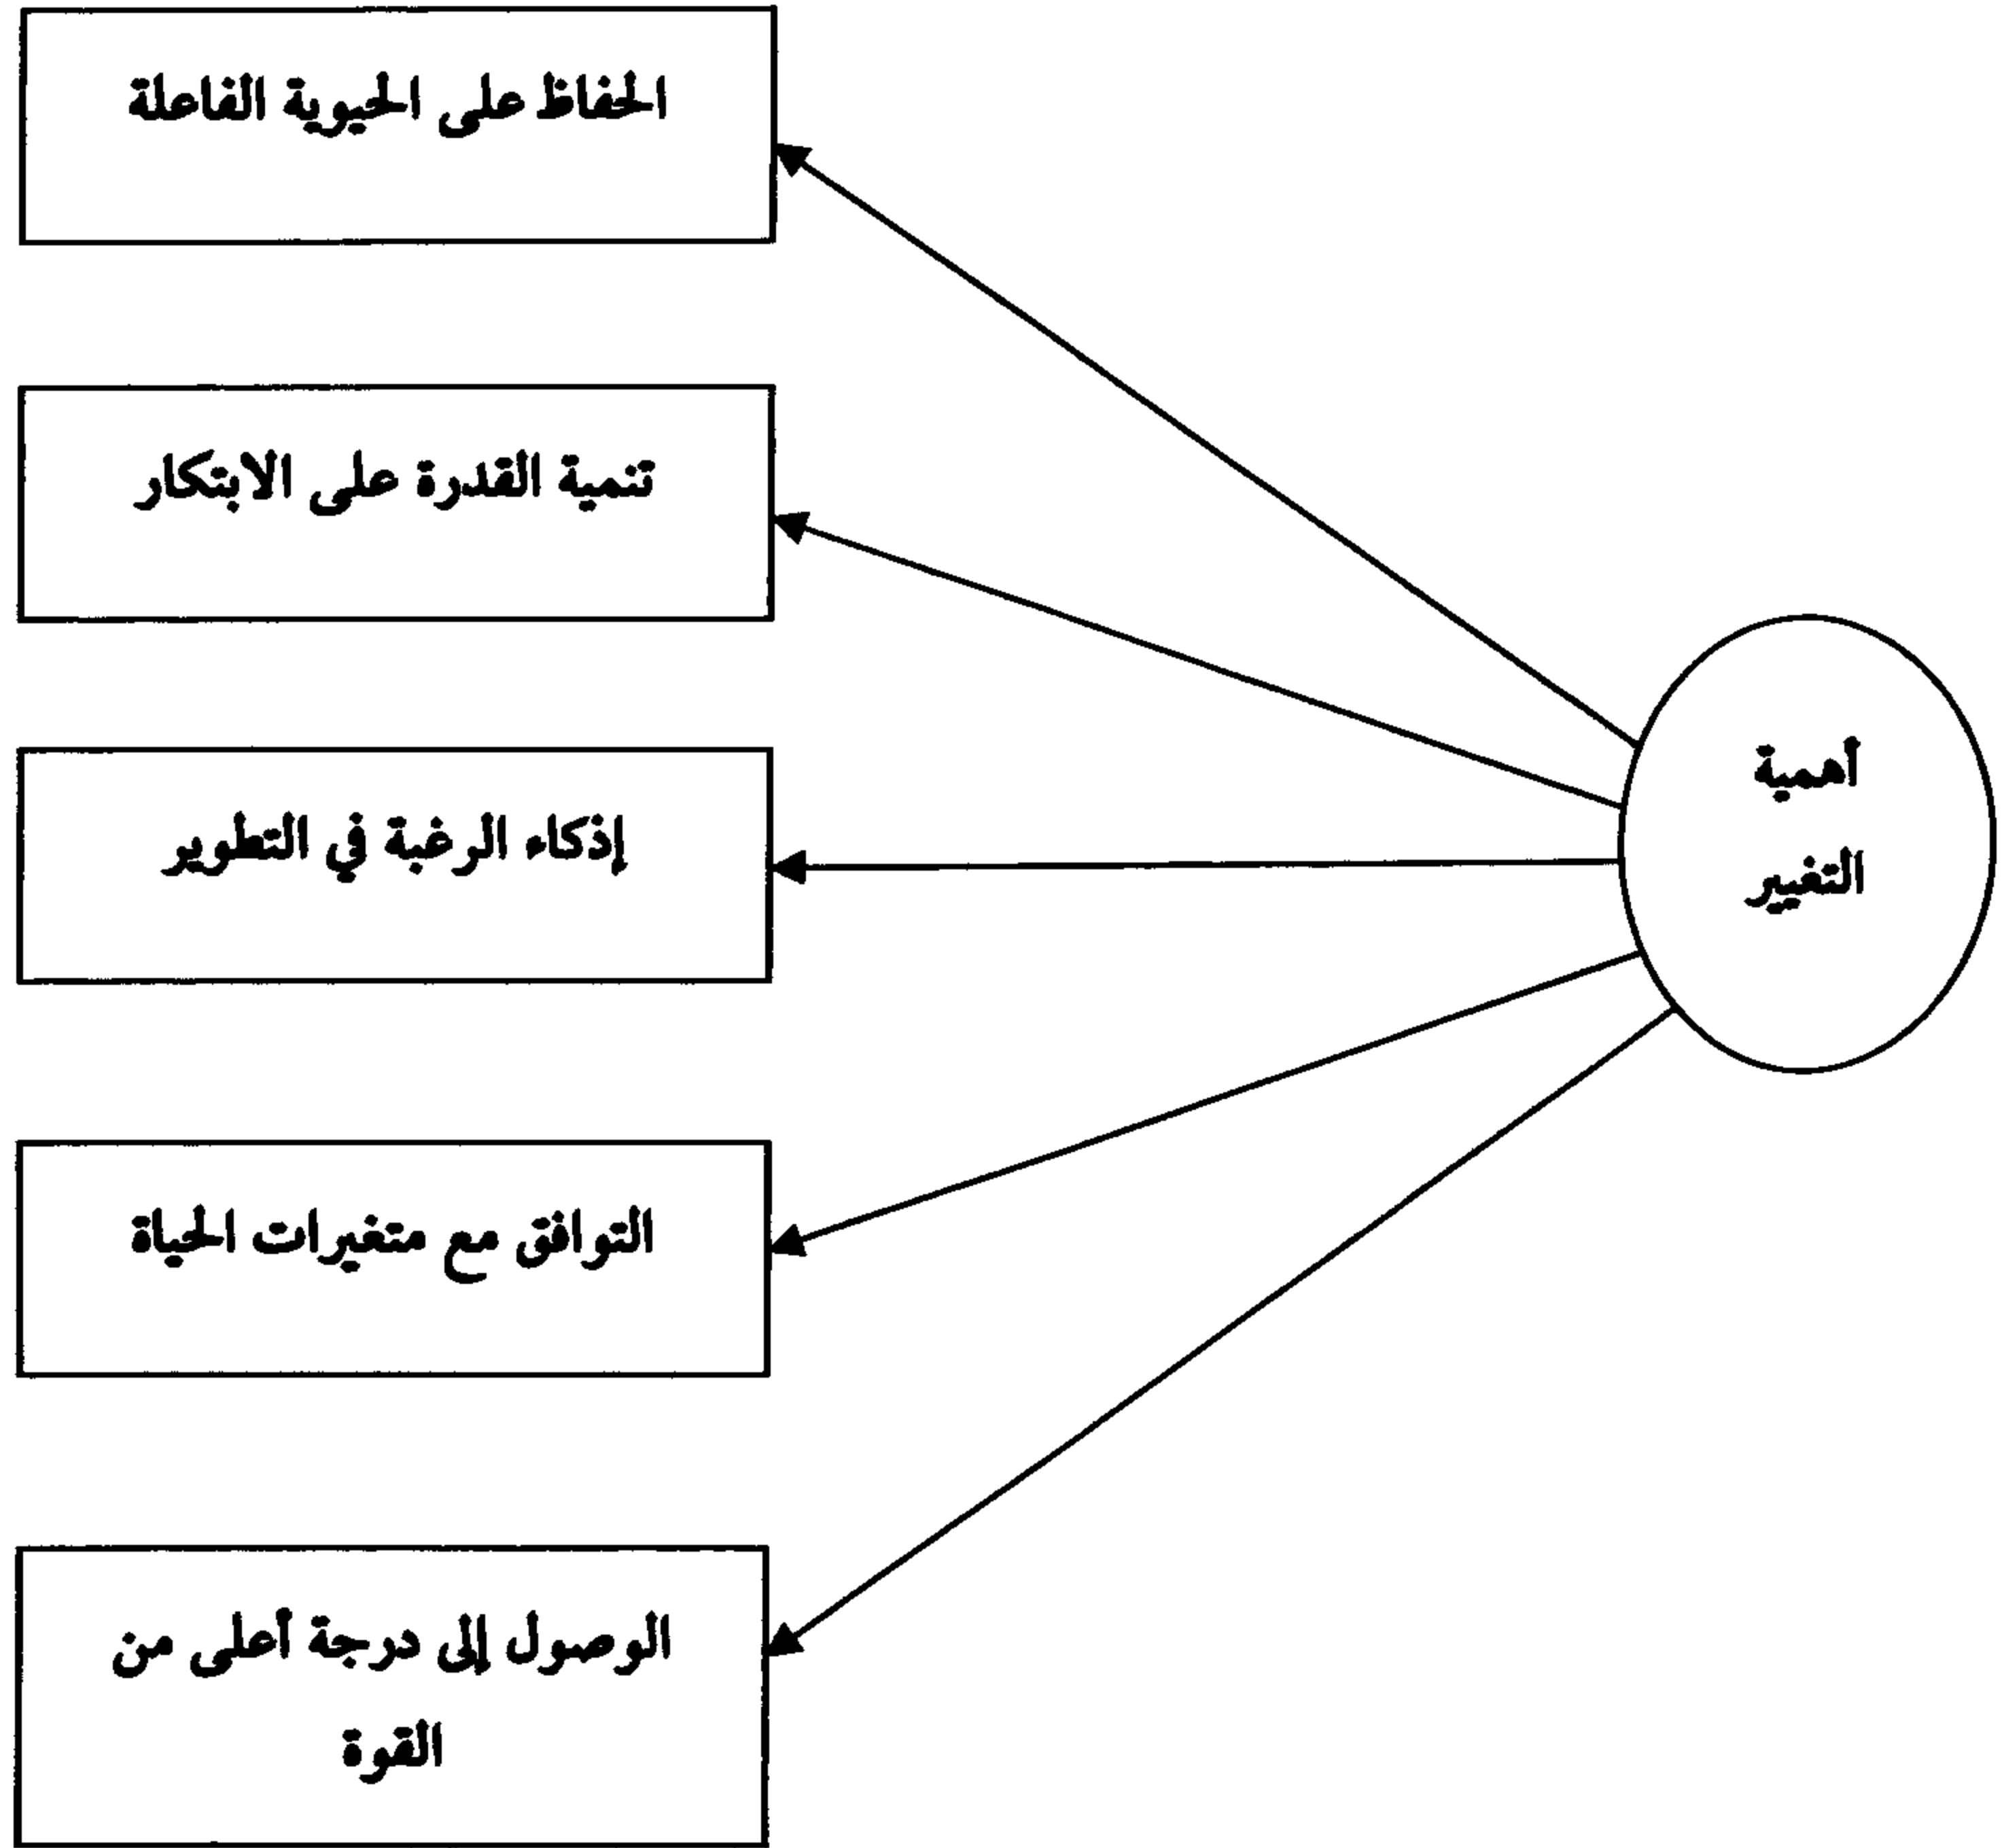 أهمية
التغيير
الحفاظ على الحيوية الفاعلة
تنمية القدرة على الابتكار
إذكاء الرغبة في التطوير
التوافق مع متغيرات الحياة
الوصول إلى درجة أعلى من
القوة